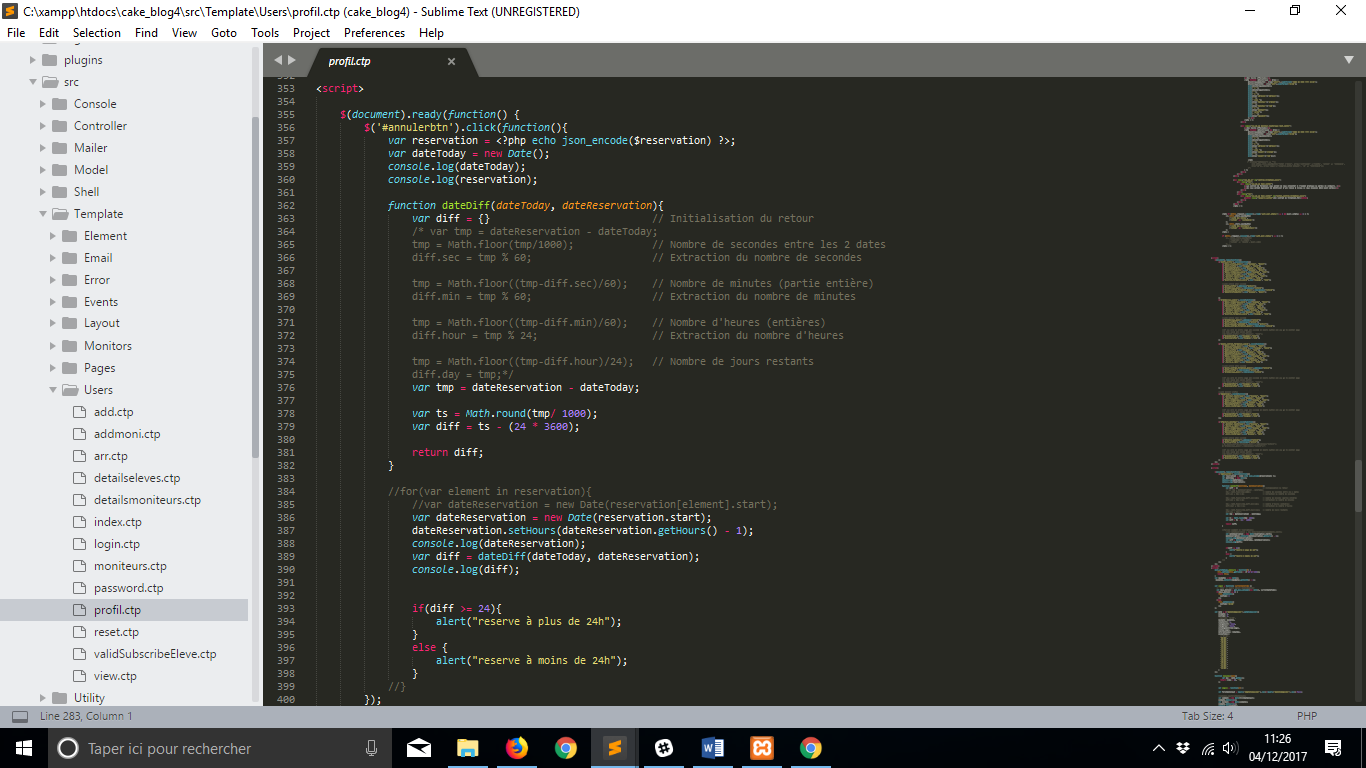 C:\xampp\htdocs\cake_blog4\src\Template\Users\profil.ctp (cake_blog4) - Sublime Text (UNREGISTERED)
File Edit Selection Find View Goto Tools Project Preferences Help
plugins
src
Console
Controller
Mailer
Model
Shell
Template
Element
Email
Error
Events
Layout
Monitors
Pages
Users
add.ctp
addmoni.ctp
arr.ctp
detailseleves.ctp
detailsmoniteurs.ctp
index.ctp
login.ctp
moniteurs.ctp
password.ctp
profil.ctp
reset.ctp
validSubscribeEleve.ctp
view.ctp
Utility
profil.ctp
352
353 <script>
354
355 $(document).ready(function() {
356 $('#annulerbtn').click(function(){
357 var reservation = <?php echo json_encode($reservation) ?>;
358 var dateToday = new Date();
359 console.log(dateToday);
360 console.log(reservation);
361
362 function dateDiff(dateToday, dateReservation){
363 var diff = {} // Initialisation du retour
364 /* var tmp = dateReservation - dateToday;
365 tmp = Math.floor(tmp/1000); // Nombre de secondes entre les 2 dates
366 diff.sec = tmp % 60; // Extraction du nombre de secondes
367
368 tmp = Math.floor((tmp-diff.sec)/60); // Nombre de minutes (partie entière)
369 diff.min = tmp % 60; // Extraction du nombre de minutes
370
371 tmp = Math.floor((tmp-diff.min)/60); // Nombre d'heures (entières)
372 diff.hour = tmp % 24; // Extraction du nombre d'heures
373
374 tmp = Math.floor((tmp-diff.hour)/24); // Nombre de jours restants
375 diff.day = tmp;*/
376 var tmp = dateReservation - dateToday;
377
378 var ts = Math.round(tmp/ 1000);
379 var diff = ts - (24 * 3600);
380
381 return diff;
382 }
383
384 //for(var element in reservation){
385 //var dateReservation = new Date(reservation[element].start);
386 var dateReservation = new Date(reservation.start);
387 dateReservation.setHours(dateReservation.getHours() - 1);
388 console.log(dateReservation);
389 var diff = dateDiff(dateToday, dateReservation);
390 console.log(diff);
391
392
393 if(diff >= 24){
394 alert("reserve à plus de 24h");
395 }
396 else {
397 alert("reserve à moins de 24h");
398 }
399 //}
400 });
Line 283, Column 1
Tab Size: 4
PHP
Taper ici pour rechercher
11:26
04/12/2017